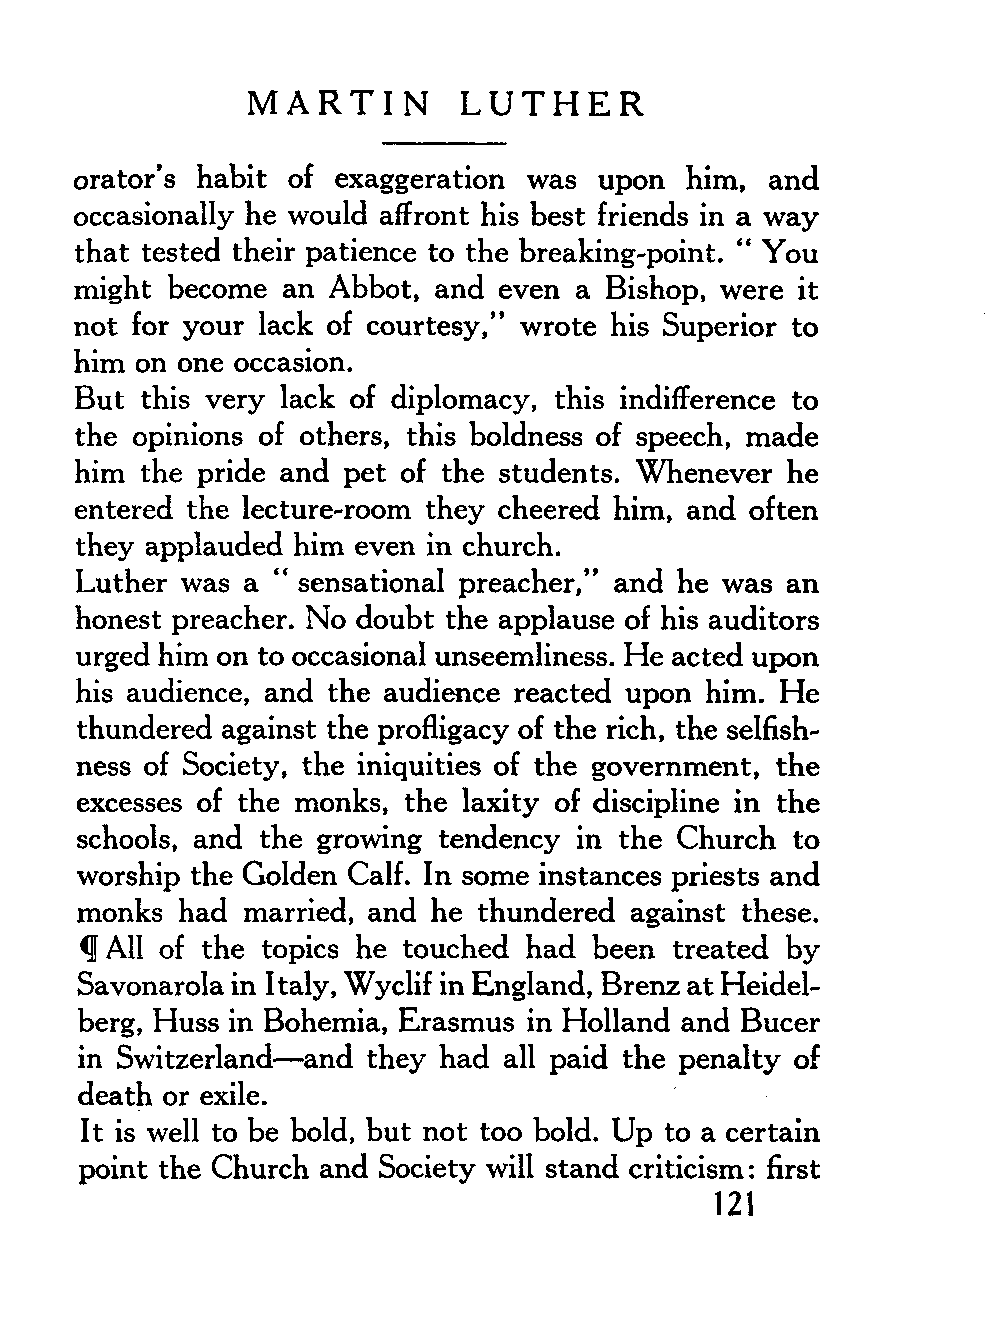 MARTIN LUTHER
orator's habit of exaggeration was upon him, and
occasionally he would affront his best friends in a way
that tested their patience to the breaking-point. “ You
might become an Abbot, and even a Bishop, were it
not for your lack of courtesy,” wrote his Superior to
him on one occasion.
But this very lack of diplomacy, this indifference to
the opinions of others, this boldness of speech, made
him the pride and pet of the students. Whenever he
entered the lecture-room they cheered him, and often
they applauded him even in church.
Luther was a “ sensational preacher,” and he was an
honest preacher. No doubt the applause of his auditors
urged him on to occasional unseemliness. He acted upon
his audience, and the audience reacted upon him. He
thundered against the profligacy of the rich, the selfish-
ness of Society, the iniquities of the government, the
excesses of the monks, the laxity of discipline in the
schools, and the growing tendency in the Church to
worship the Golden Calf. In some instances priests and
monks had married, and he thundered against these.
¶ All of the topics he touched had been treated by
Savonarola in Italy, Wyclif in England, Brenz at Heidel-
berg, Huss in Bohemia, Erasmus in Holland and Bucer
in Switzerland—and they had all paid the penalty of
death or exile.
It is well to be bold, but not too bold. Up to a certain
point the Church and Society will stand criticism: first
121